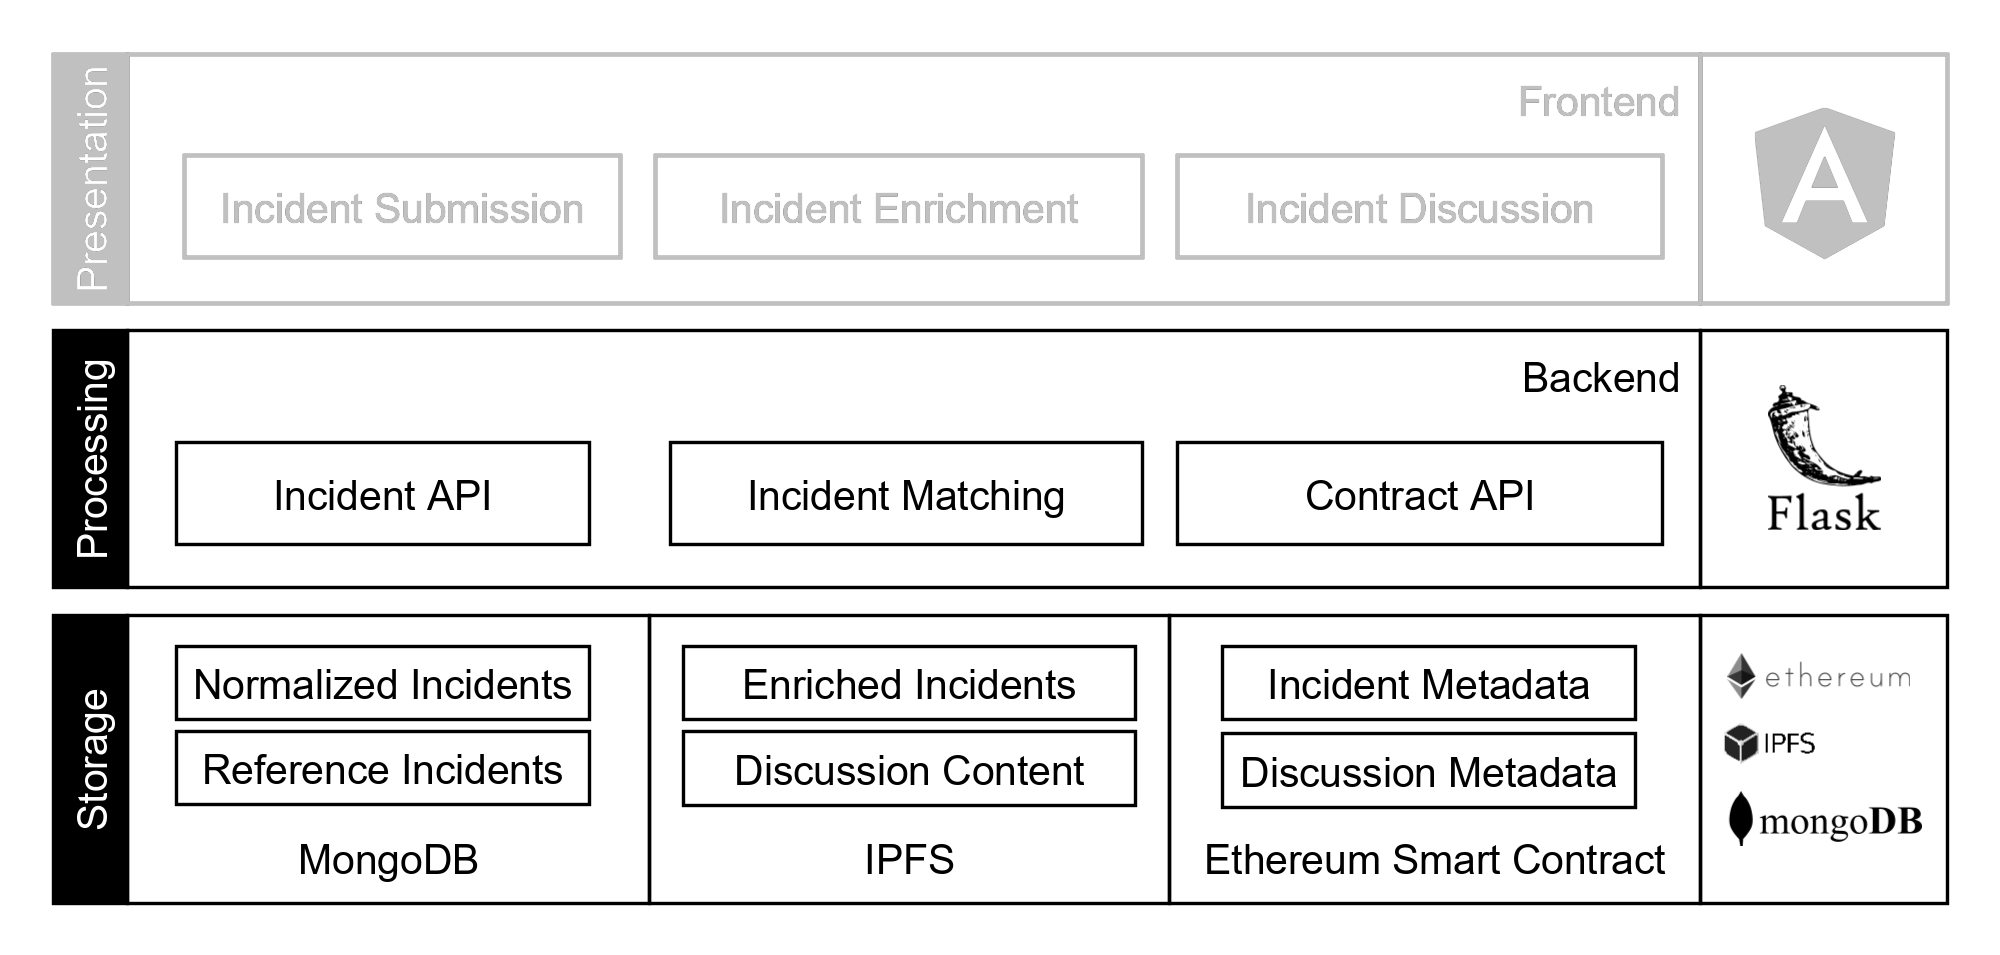 Presentation
Frontend
Incident Submission
Incident Enrichment
Incident Discussion
A
Processing
Backend
Incident API
Incident Matching
Contract API
Flask
Storage
Normalized Incidents
Reference Incidents
MongoDB
Enriched Incidents
Discussion Content
IPFS
Incident Metadata
Discussion Metadata
Ethereum Smart Contract
ethereum
IPFS
mongoDB